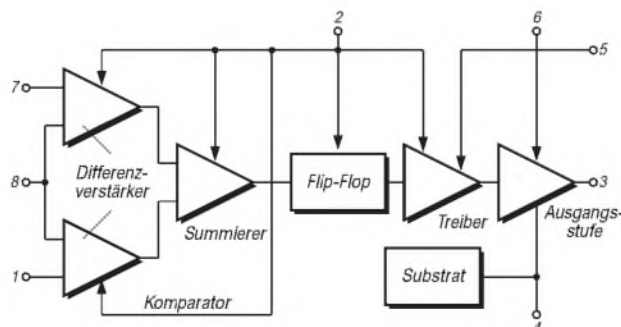 2
6
7
5
8
Differenz-
verstärker
Summierer
Flip-Flop
Treiber
3
Ausgangs-
stufe
1
Komparator
Substrat
4